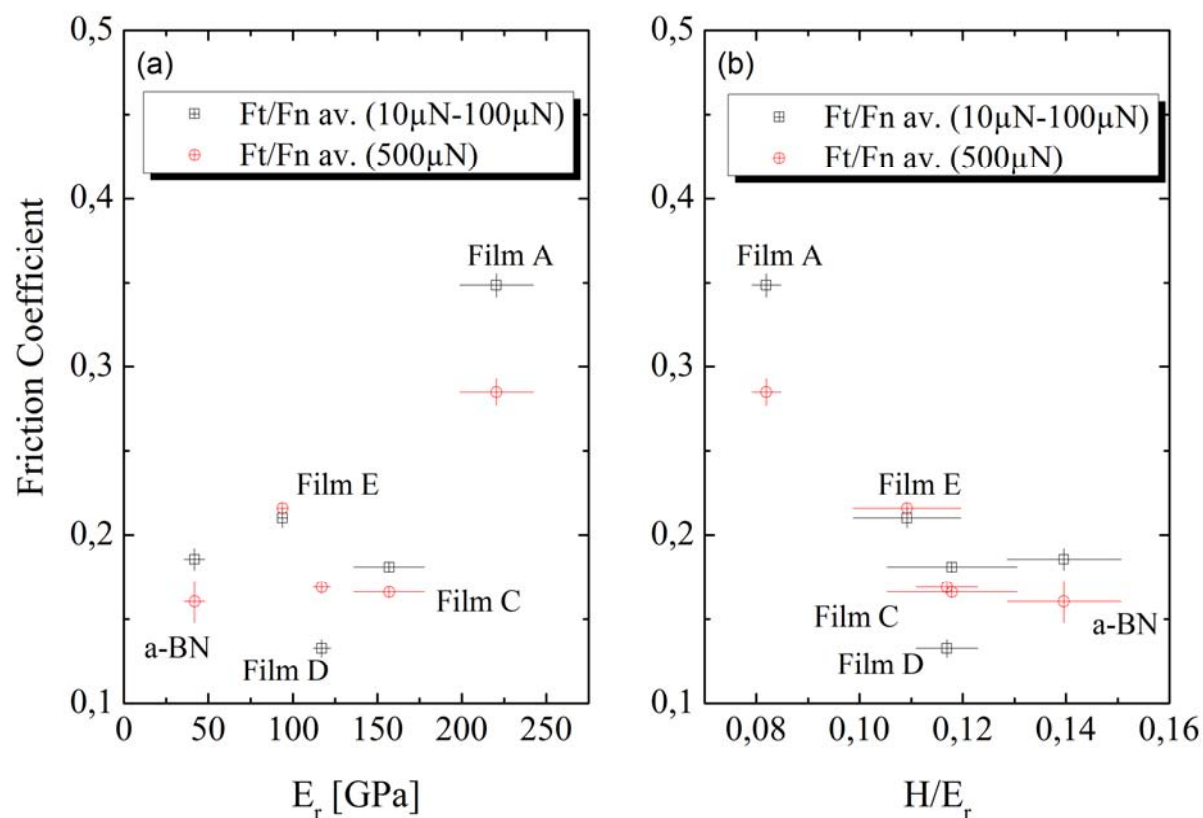 (a)
Ft/Fn av. (10µN-100µN)
Ft/Fn av. (500µN)
Film A
Film E
Film C
a-BN
Film D
0,5
0,4
0,3
0,2
0,1
Friction Coefficient
0 50 100 150 200 250
E_r [GPa]
(b)
Ft/Fn av. (10µN-100µN)
Ft/Fn av. (500µN)
Film A
Film E
Film C
a-BN
Film D
0,5
0,4
0,3
0,2
0,1
0,08 0,10 0,12 0,14 0,16
H/E_r